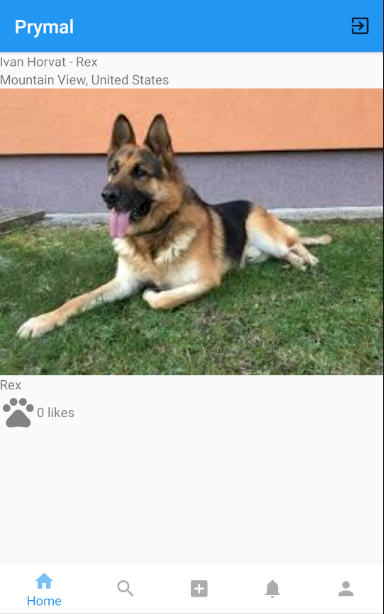 Prymal
Ivan Horvat - Rex
Mountain View, United States
Rex
0 likes
Home